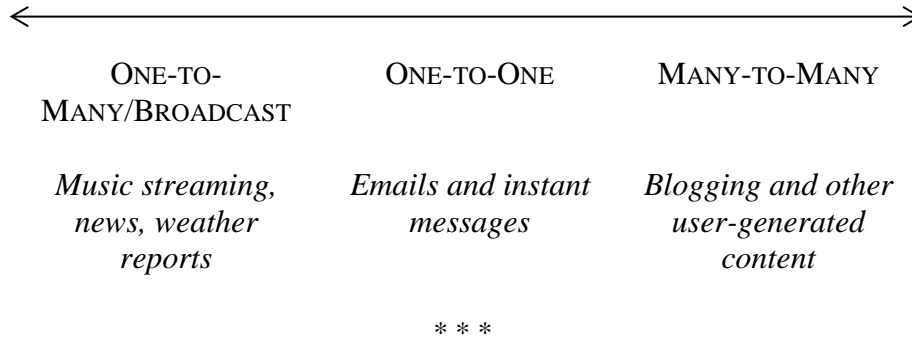 ONE-TO-
MANY/BROADCAST
ONE-TO-ONE
MANY-TO-MANY
Music streaming,
news, weather
reports
Emails and instant
messages
Blogging and other
user-generated
content
* * *